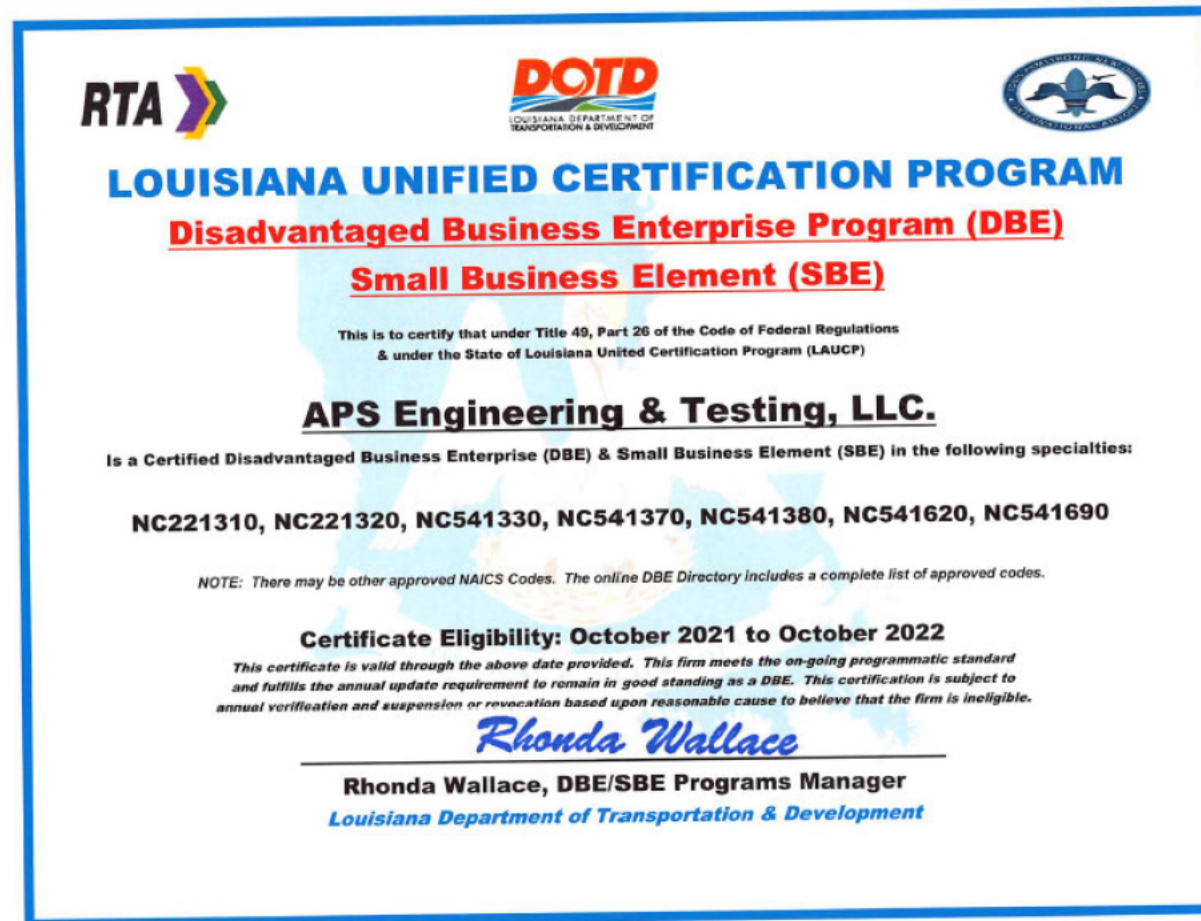 RTA
DOTD
LOUISIANA DEPARTMENT OF
TRANSPORTATION & DEVELOPMENT
LOUIS ARMSTRONG NEW ORLEANS
INTERNATIONAL AIRPORT
LOUISIANA UNIFIED CERTIFICATION PROGRAM
Disadvantaged Business Enterprise Program (DBE)
Small Business Element (SBE)
This is to certify that under Title 49, Part 26 of the Code of Federal Regulations
& under the State of Louisiana United Certification Program (LAUCP)
APS Engineering & Testing, LLC.
Is a Certified Disadvantaged Business Enterprise (DBE) & Small Business Element (SBE) in the following specialties:
NC221310, NC221320, NC541330, NC541370, NC541380, NC541620, NC541690
NOTE: There may be other approved NAICS Codes. The online DBE Directory includes a complete list of approved codes.
Certificate Eligibility: October 2021 to October 2022
This certificate is valid through the above date provided. This firm meets the on-going programmatic standard
and fulfills the annual update requirement to remain in good standing as a DBE. This certification is subject to
annual verification and suspension or revocation based upon reasonable cause to believe that the firm is ineligible.
Rhonda Wallace
Rhonda Wallace, DBE/SBE Programs Manager
Louisiana Department of Transportation & Development